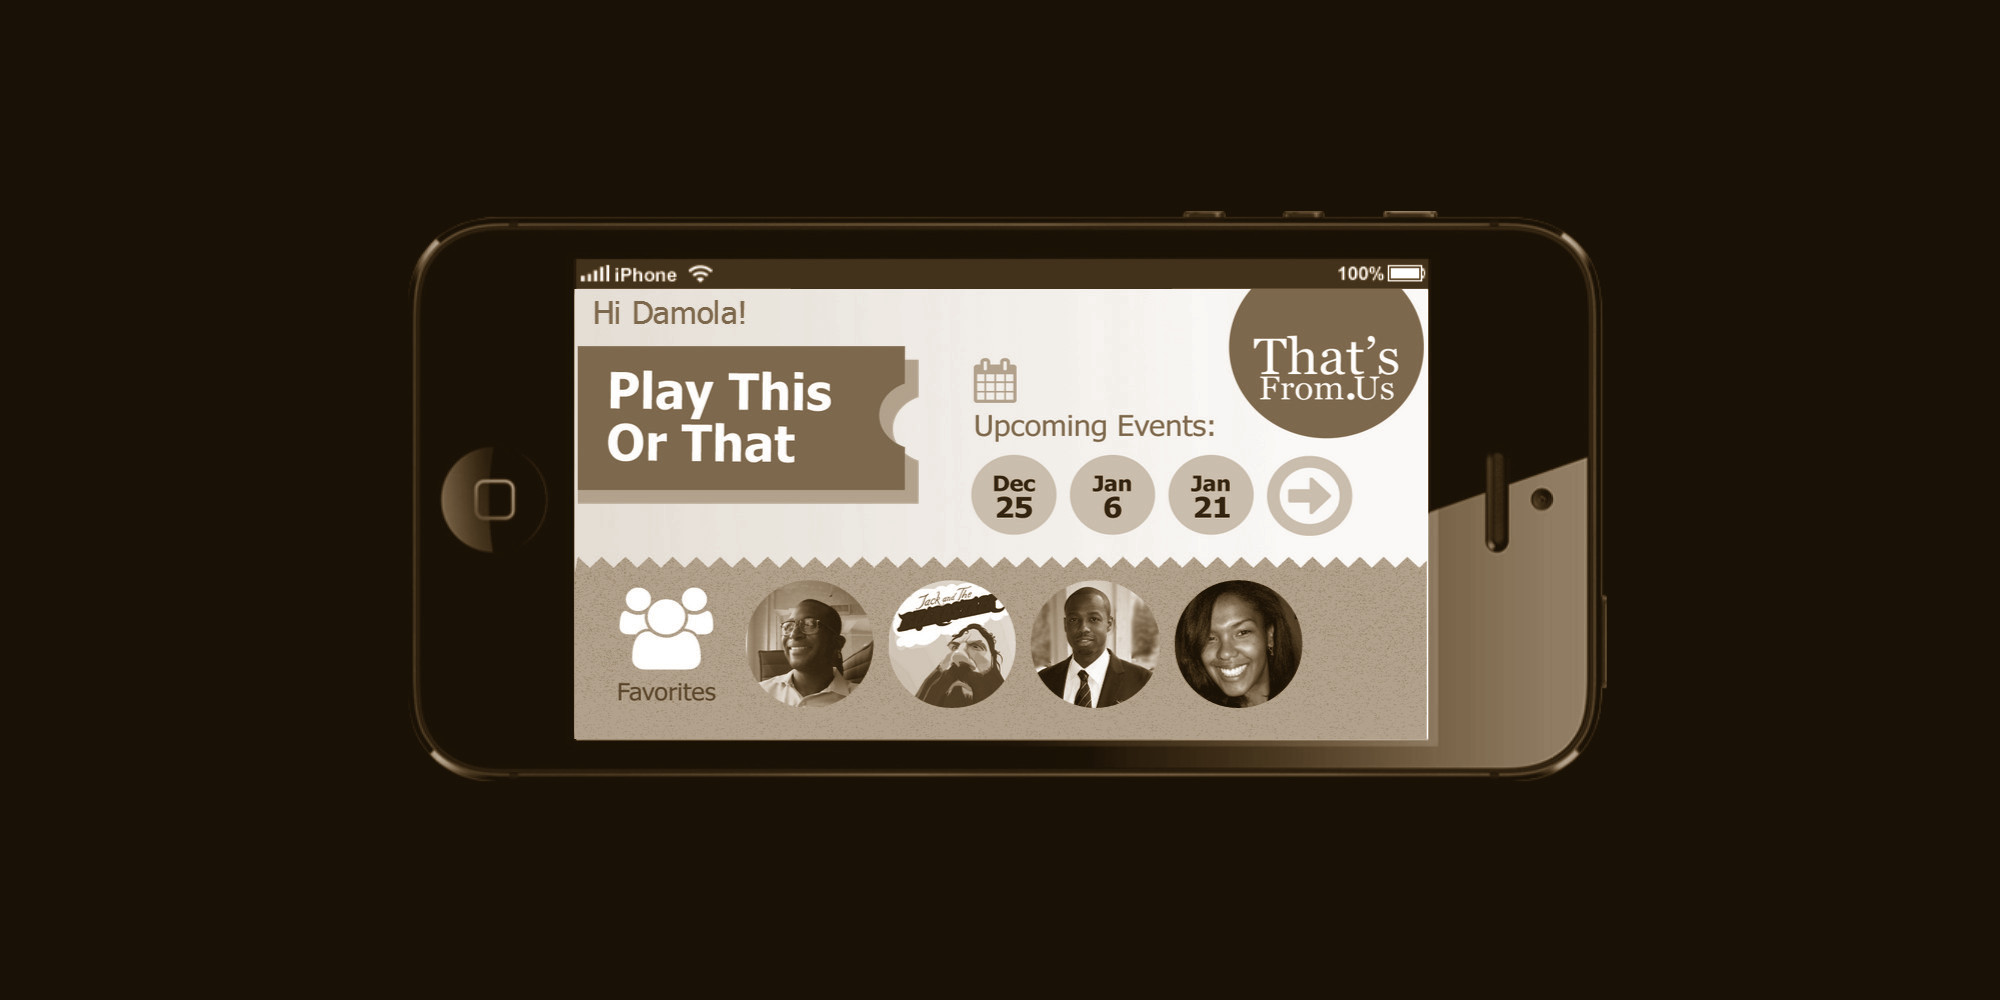 iPhone
100%
Hi Damola!
That's
From.Us
Play This
Or That
Upcoming Events:
Dec
25
Jan
6
Jan
21
Favorites
Jack and The